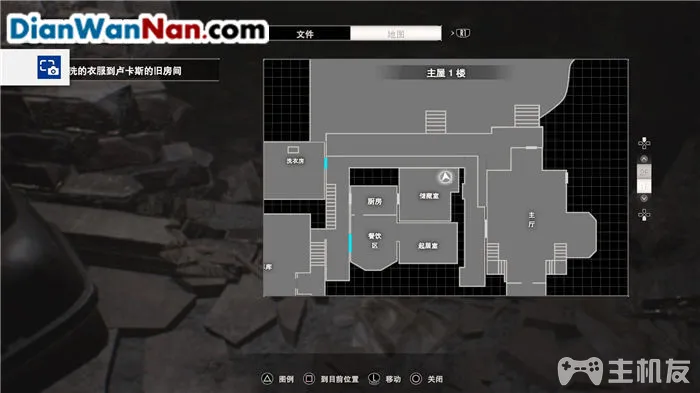 DianWanNan.com
文件
地图
R1
洗的衣服到卢卡斯的旧房间
主屋 1 楼
洗衣房
厨房
储藏室
餐饮
区
起居室
主
厅
库
图例
到目前位置
L
移动
关闭
主机友